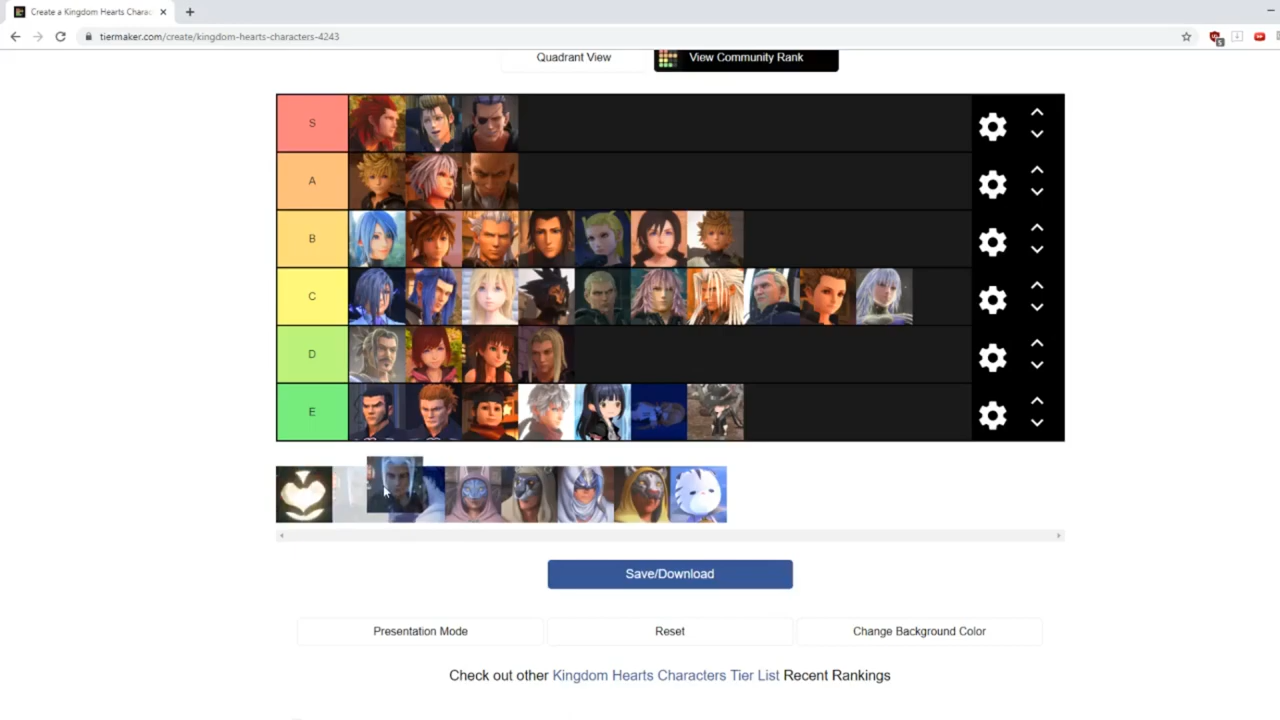 Create a Kingdom Hearts Charac
tiermaker.com/create/kingdom-hearts-characters-4243
Quadrant View
View Community Rank
S
A
B
C
D
E
Save/Download
Presentation Mode
Reset
Change Background Color
Check out other Kingdom Hearts Characters Tier List Recent Rankings